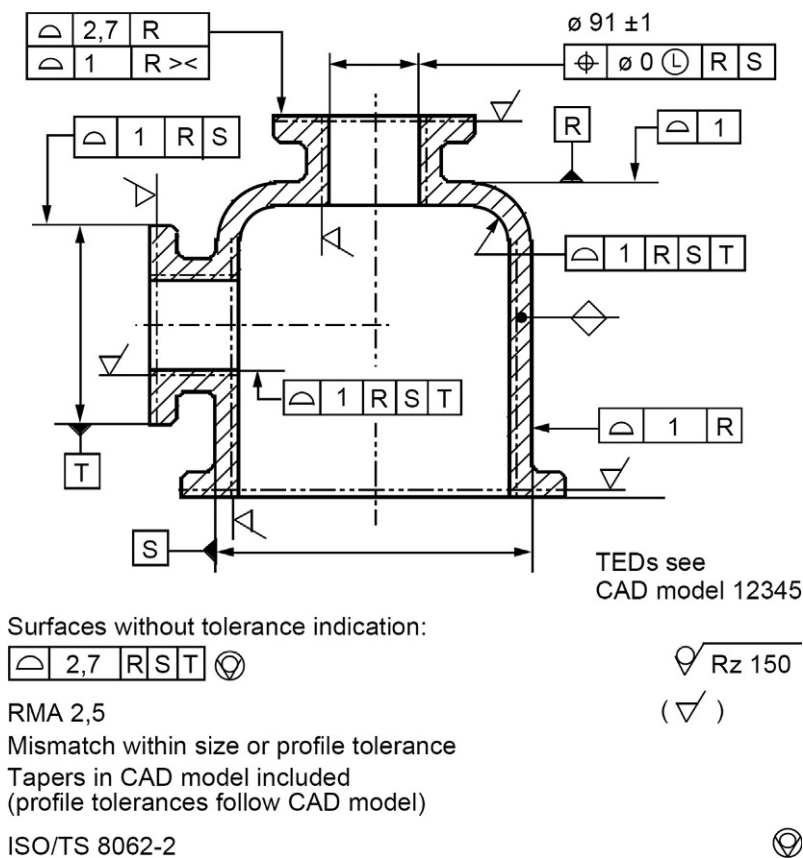 ⌓ 2,7 R
⌓ 1 R ><
ø 91 ±1
⌖ ø 0 Ⓛ R S
⌓ 1 R S
R
⌓ 1
⌓ 1 R S T
⌓ 1 R S T
⌓ 1 R
T
S
TEDs see
CAD model 12345
Surfaces without tolerance indication:
⌓ 2,7 R S T
Rz 150
RMA 2,5
Mismatch within size or profile tolerance
Tapers in CAD model included
(profile tolerances follow CAD model)
ISO/TS 8062-2